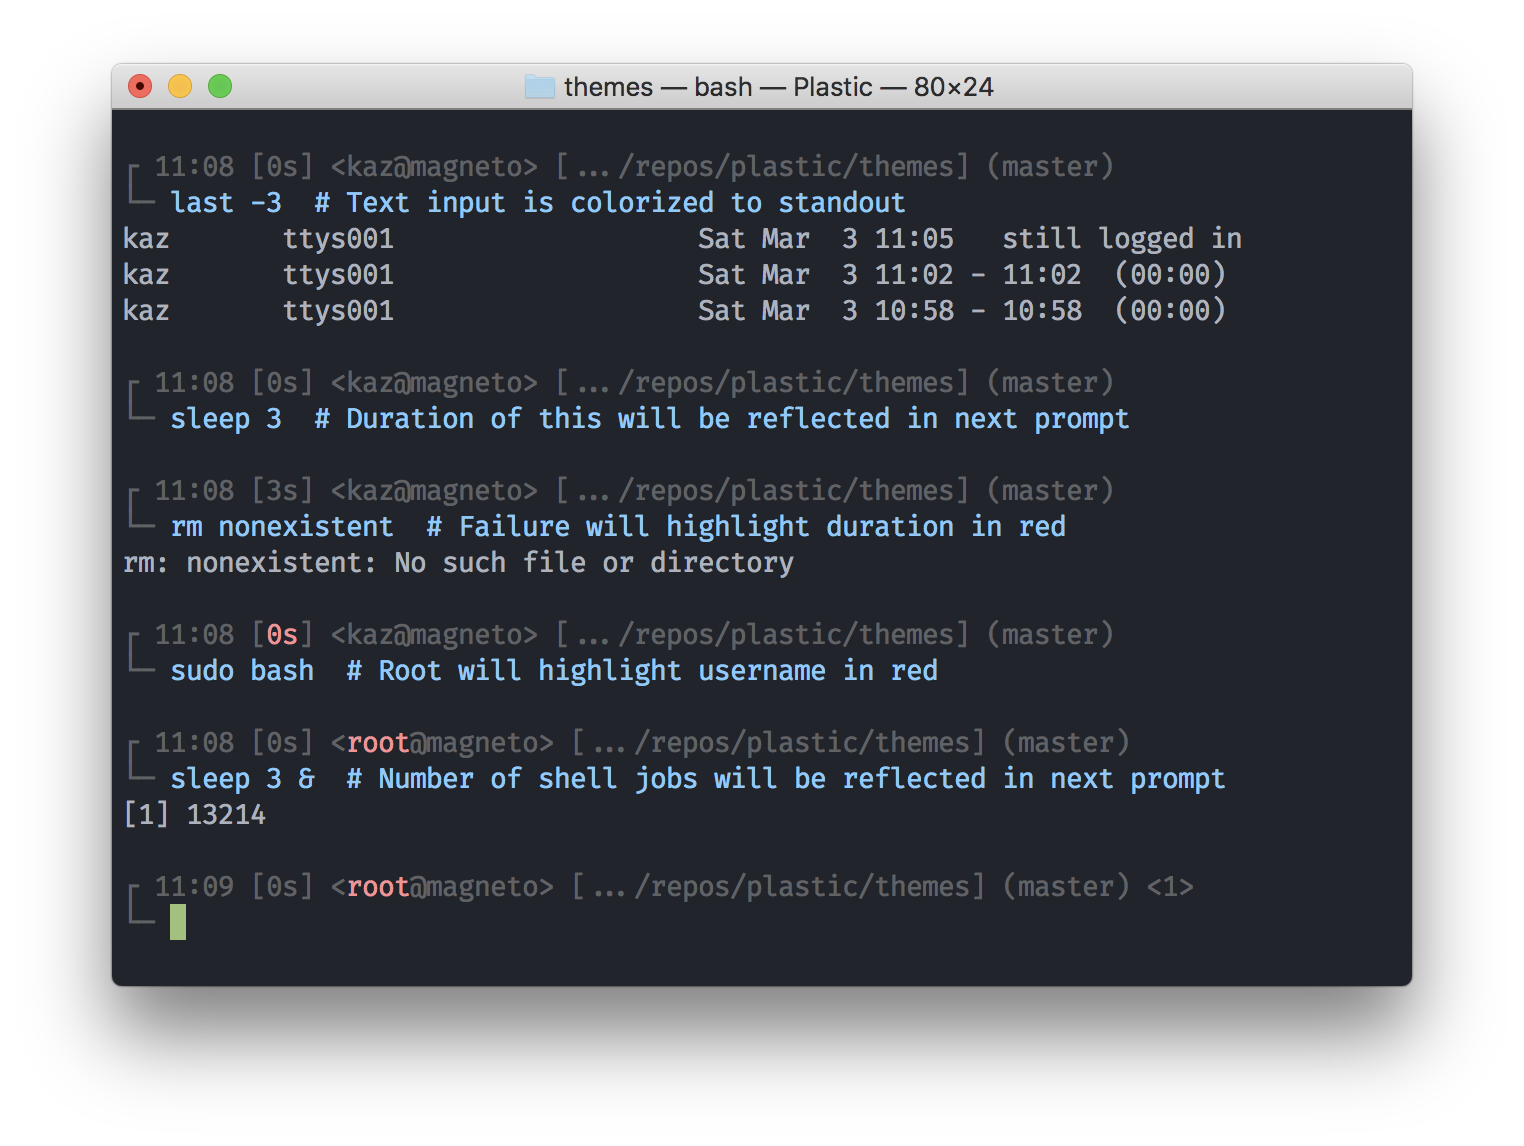 themes — bash — Plastic — 80×24
┌ 11:08 [0s] <kaz@magneto> [.../repos/plastic/themes] (master)
└─ last -3  # Text input is colorized to standout
kaz       ttys001                   Sat Mar  3 11:05   still logged in
kaz       ttys001                   Sat Mar  3 11:02 - 11:02  (00:00)
kaz       ttys001                   Sat Mar  3 10:58 - 10:58  (00:00)
┌ 11:08 [0s] <kaz@magneto> [.../repos/plastic/themes] (master)
└─ sleep 3  # Duration of this will be reflected in next prompt
┌ 11:08 [3s] <kaz@magneto> [.../repos/plastic/themes] (master)
└─ rm nonexistent  # Failure will highlight duration in red
rm: nonexistent: No such file or directory
┌ 11:08 [0s] <kaz@magneto> [.../repos/plastic/themes] (master)
└─ sudo bash  # Root will highlight username in red
┌ 11:08 [0s] <root@magneto> [.../repos/plastic/themes] (master)
└─ sleep 3 &  # Number of shell jobs will be reflected in next prompt
[1] 13214
┌ 11:09 [0s] <root@magneto> [.../repos/plastic/themes] (master) <1>
└─